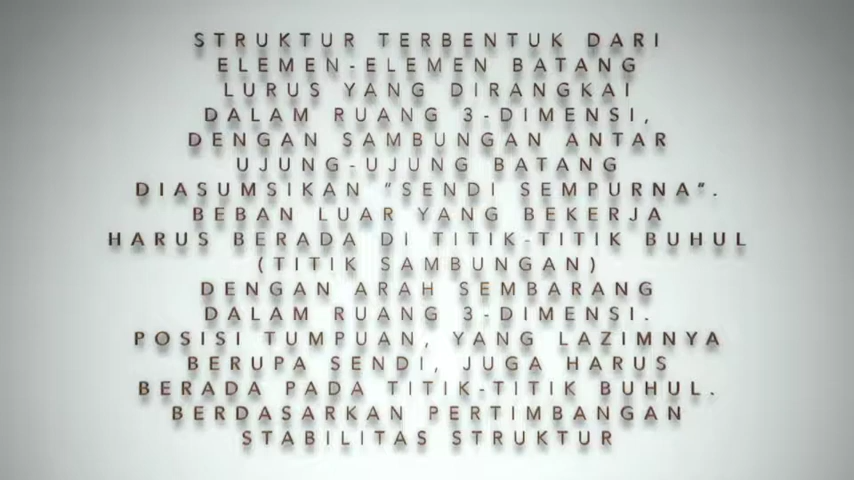 STRUKTUR TERBENTUK DARI
ELEMEN-ELEMEN BATANG
LURUS YANG DIRANGKAI
DALAM RUANG 3-DIMENSI,
DENGAN SAMBUNGAN ANTAR
UJUNG-UJUNG BATANG
DIASUMSIKAN "SENDI SEMPURNA".
BEBAN LUAR YANG BEKERJA
HARUS BERADA DI TITIK-TITIK BUHUL
(TITIK SAMBUNGAN)
DENGAN ARAH SEMBARANG
DALAM RUANG 3-DIMENSI.
POSISI TUMPUAN, YANG LAZIMNYA
BERUPA SENDI, JUGA HARUS
BERADA PADA TITIK-TITIK BUHUL.
BERDASARKAN PERTIMBANGAN
STABILITAS STRUKTUR